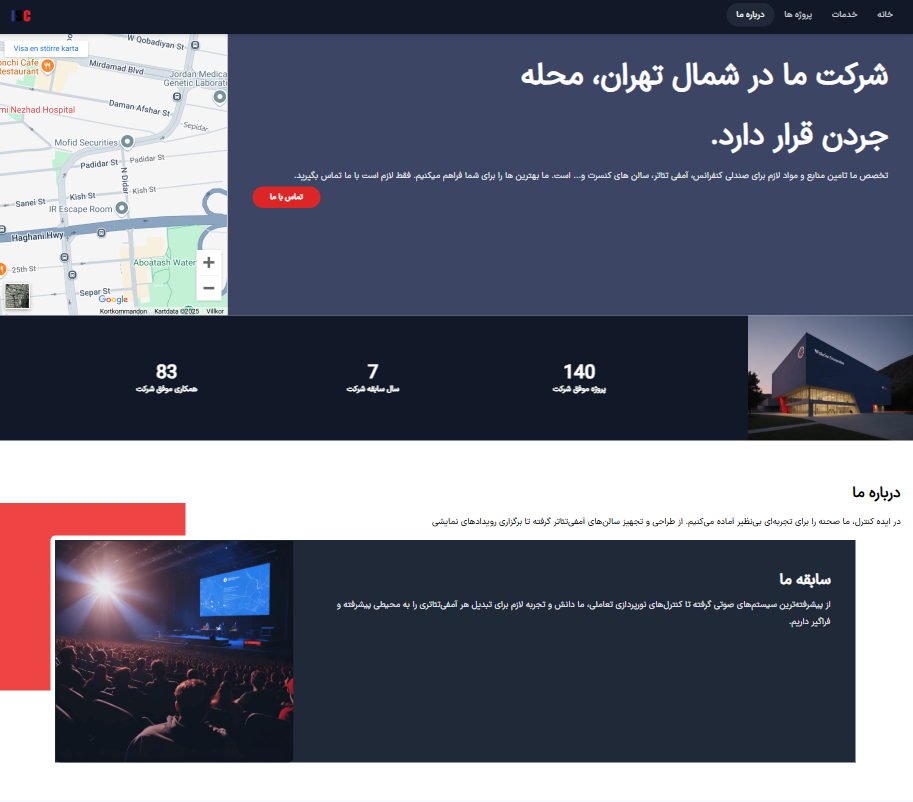 خانه
خدمات
پروژه ها
درباره ما
ISC
شرکت ما در شمال تهران، محله
جردن قرار دارد.
تخصص ما تامین منابع و مواد لازم برای صندلی کنفرانس، آمفی تئاتر، سالن های کنسرت و... است. ما بهترین ها را برای شما فراهم میکنیم. فقط لازم است با ما تماس بگیرید.
تماس با ما
Visa en större karta
W Qobadiyan St
Mirdamad Blvd
onchi Cafe
Restaurant
Jordan Medica
Genetic Laborat
Daman Afshar St
mi Nezhad Hospital
Sepidar
Mofid Securities
Padidar St
Padidar St
N Didar
Kish St
Kish St
Sanei St
IR Escape Room
Haghani Hwy
Aboatash Water
25th St
Separ St
Google
Kortkommandon
Kartdata ©2025
Villkor
140
پروژه موفق شرکت
7
سال سابقه شرکت
83
همکاری موفق شرکت
درباره ما
در ایده کنترل، ما صحنه را برای تجربه‌ای بی‌نظیر آماده می‌کنیم. از طراحی و تجهیز سالن‌های آمفی‌تئاتر گرفته تا برگزاری رویدادهای نمایشی
سابقه ما
از پیشرفته‌ترین سیستم‌های صوتی گرفته تا کنترل‌های نورپردازی تعاملی، ما دانش و تجربه لازم برای تبدیل هر آمفی‌تئاتری را به محیطی پیشرفته و
فراگیر داریم.